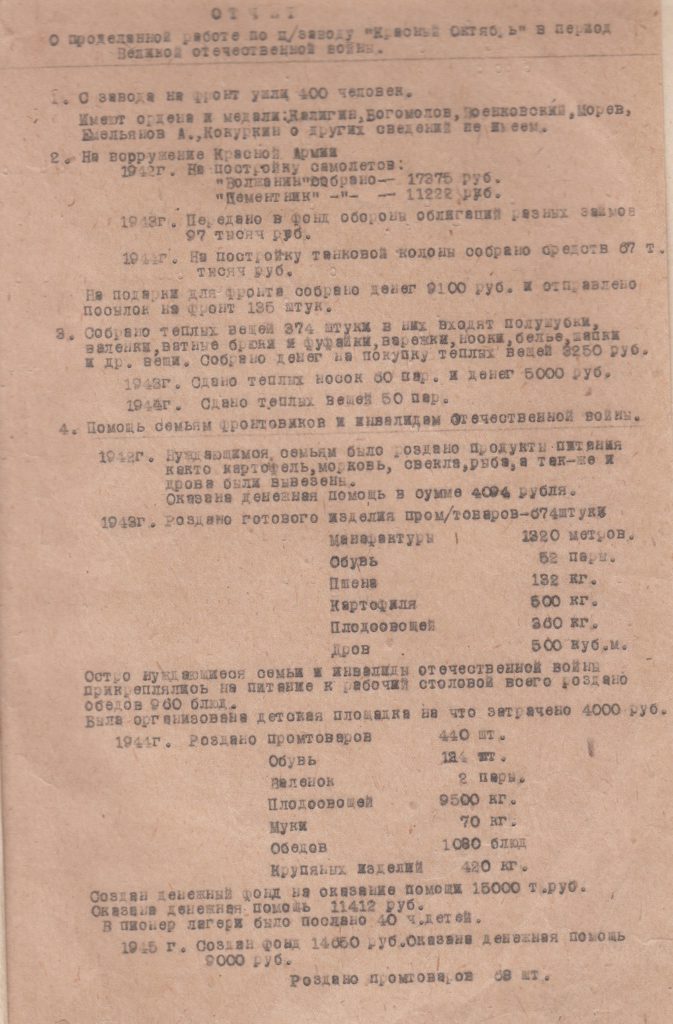 ОТЧЕТ
О проделанной работе по п/заводу "Красный Октябрь" в период
Великой отечественной войны.
1. С завода на фронт ушли 400 человек.
Имеют ордена и медали:Калигин,Богомолов,Военковский,Морев,
Емельянов А.,Кокуркин о других сведений не имеем.
2. На ворружение Красной Армии
1942г. На постройку самолетов:
"Волжанин"собрано— 17375 руб.
"Цементник" -"- — 11222 руб.
1943г. Передано в фонд обороны облигаций разных займов
97 тысяч руб.
1944г. На постройку танковой колоны собрано средств 67 т.
тысяч руб.
На подарки для фронта собрано денег 9100 руб. и отправлено
посылок на фронт 135 штук.
3. Собрано теплых вещей 374 штуки в них входят полушубки,
валенки,ватные брюки и фуфайки,варежки,носки,белье,шапки
и др. вещи. Собрано денег на покупку теплых вещей 3250 руб.
1943г. Сдано теплых носок 60 пар. и денег 5000 руб.
1944г. Сдано теплых вещей 50 пар.
4. Помощь семьям фронтовиков и инвалидам Отечественной войны.
1942г. Нуждающимся семьям было роздано продукты питания
както картофель,морковь, свекла,рыба,а так-же и
дрова были вывезены.
Оказана денежная помощь в сумме 4094 рубля.
1943г. Роздано готового изделия пром/товаров-674штуки
Манафактуры 1320 метров.
Обувь 52 пары.
Пшена 132 кг.
Картофиля 500 кг.
Плодоовощей 360 кг.
Дров 500 куб.м.
Остро нуждающиеся семьи и инвалиды отечественной войны
прикреплялись на питание к рабочий столовой всего роздано
обедов 960 блюд.
Была организована детская площадка на что затрачено 4000 руб.
1944г. Роздано промтоваров 440 шт.
Обувь 124 шт.
Валенок 2 пары.
Плодоовощей 9500 кг.
Муки 70 кг.
Обедов 1080 блюд
Крупяных изделий 420 кг.
Создан денежный фонд на оказание помощи 15000 т.руб.
Оказана денежная помощь 11412 руб.
В пионер лагери было послано 40 ч.детей.
1945 г. Создан фонд 14650 руб.Оказана денежная помощь
9000 руб.
Роздано промтоваров 68 шт.